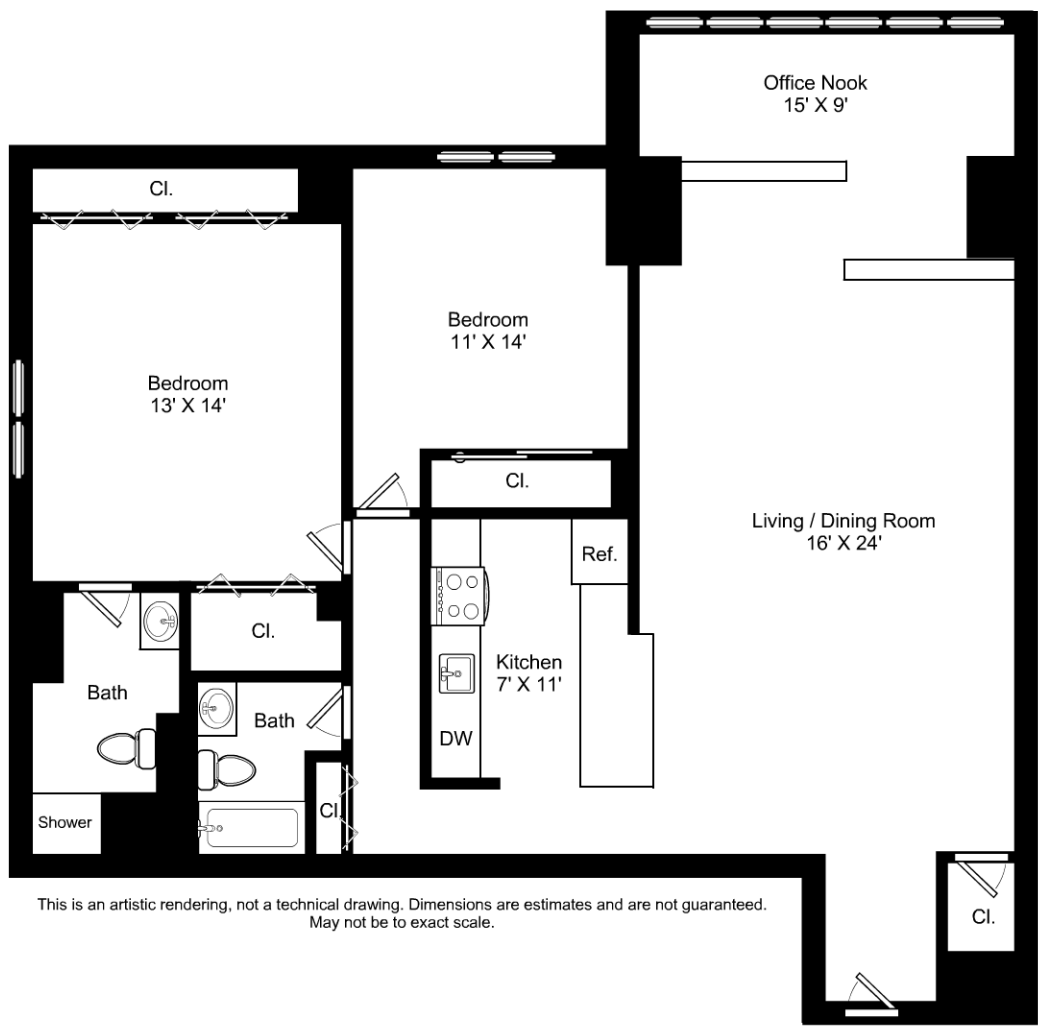 Office Nook
15' X 9'
Cl.
Bedroom
11' X 14'
Bedroom
13' X 14'
Cl.
Living / Dining Room
16' X 24'
Ref.
Cl.
Kitchen
7' X 11'
Bath
Bath
DW
Cl.
Shower
This is an artistic rendering, not a technical drawing. Dimensions are estimates and are not guaranteed.
May not be to exact scale.
Cl.